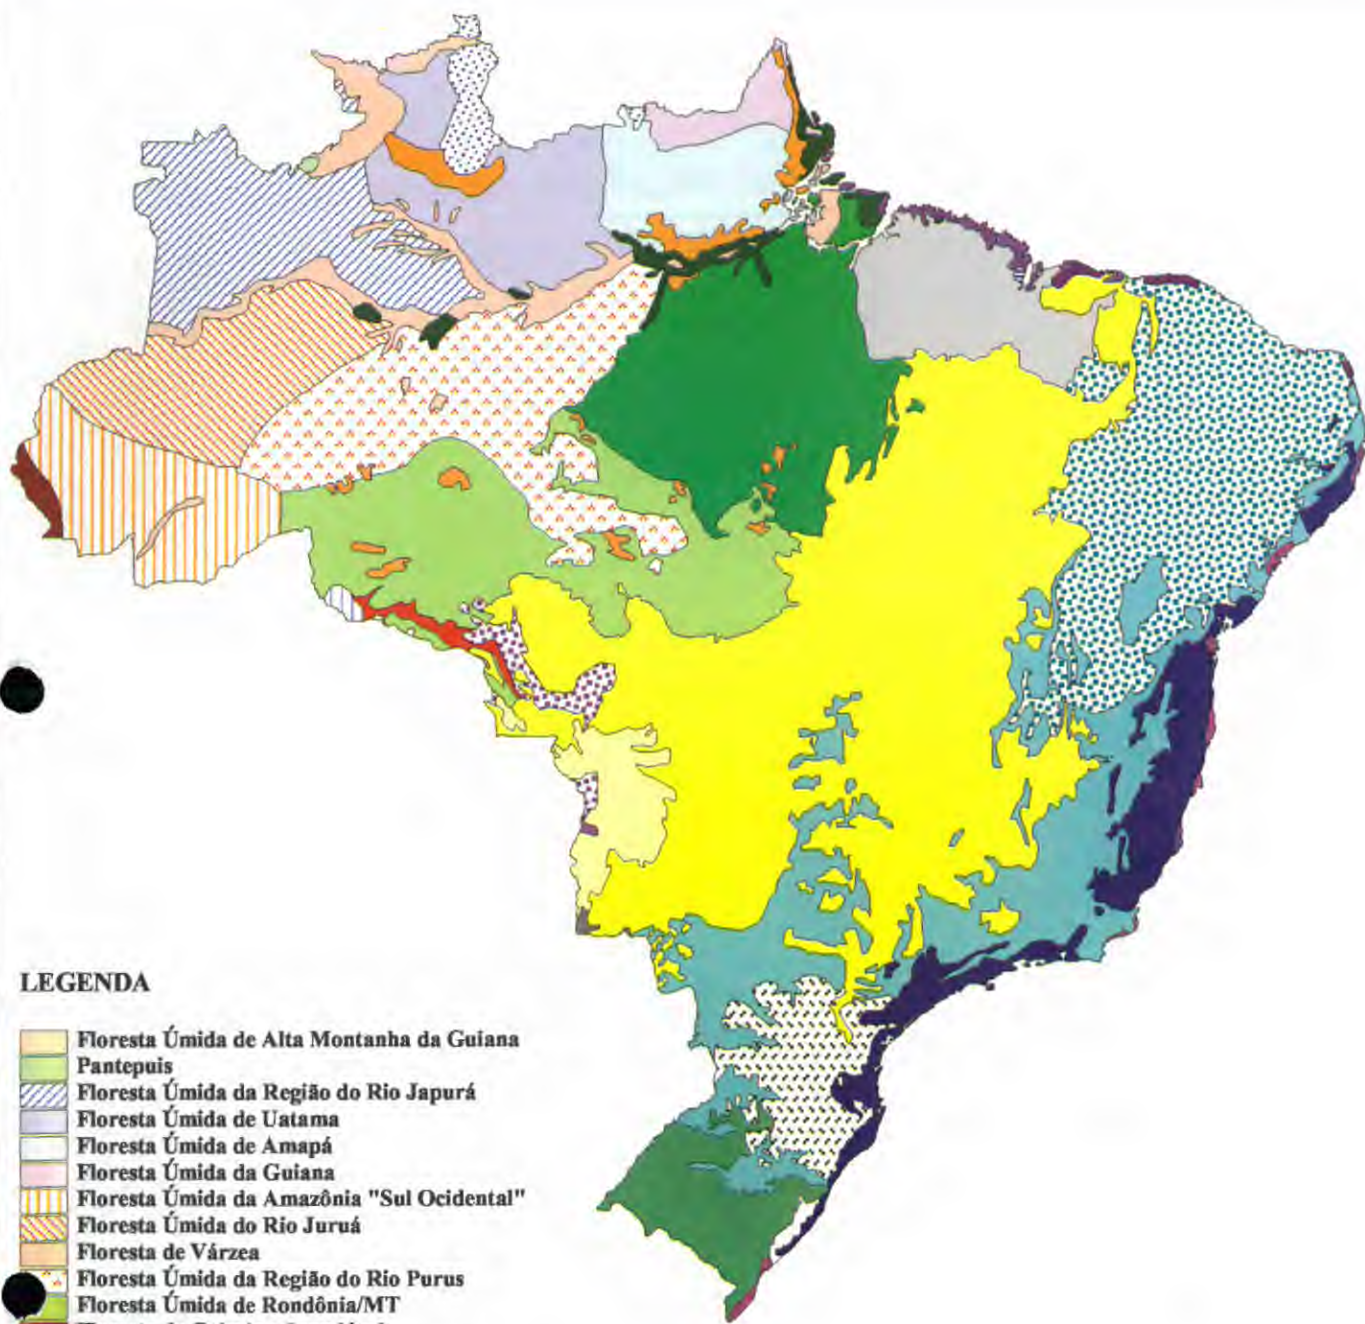 LEGENDA
Floresta Úmida de Alta Montanha da Guiana
Pantepuis
Floresta Úmida da Região do Rio Japurá
Floresta Úmida de Uatama
Floresta Úmida de Amapá
Floresta Úmida da Guiana
Floresta Úmida da Amazônia "Sul Ocidental"
Floresta Úmida do Rio Juruá
Floresta de Várzea
Floresta Úmida da Região do Rio Purus
Floresta Úmida de Rondônia/MT